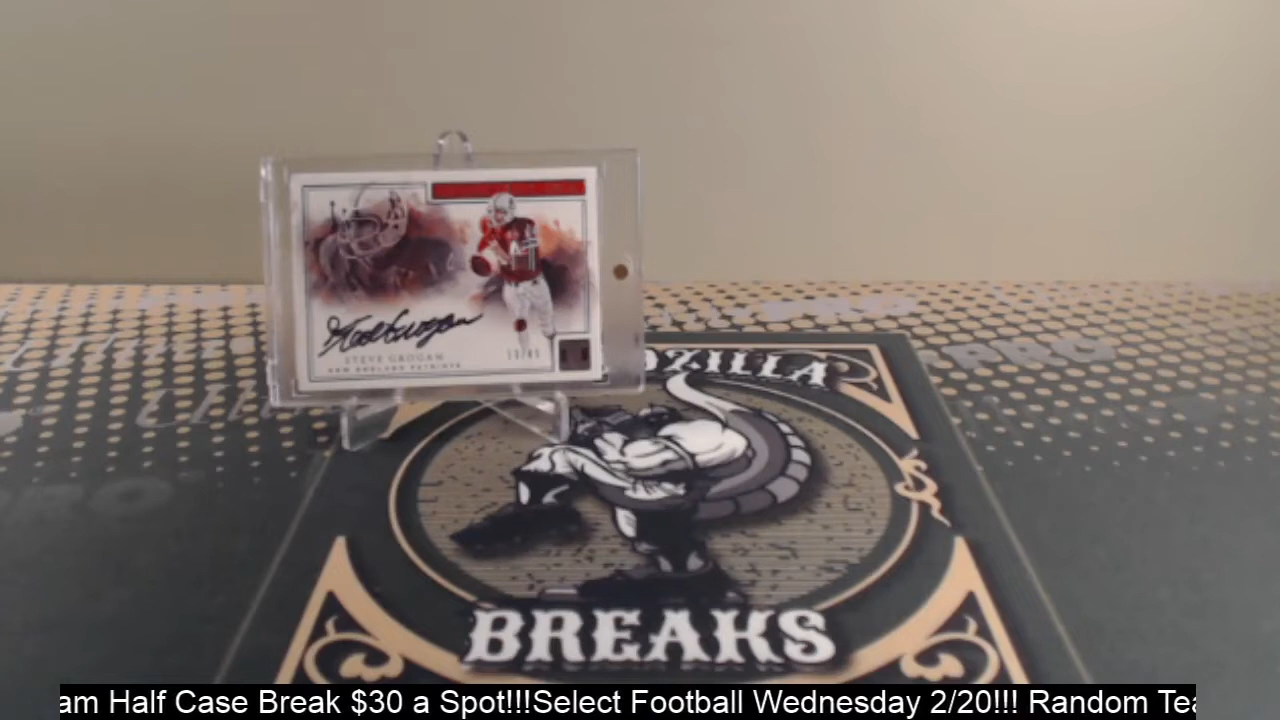 STEVE GROGAN
NEW ENGLAND PATRIOTS
DZILLA
BREAKS
am Half Case Break $30 a Spot!!!Select Football Wednesday 2/20!!! Random Tea